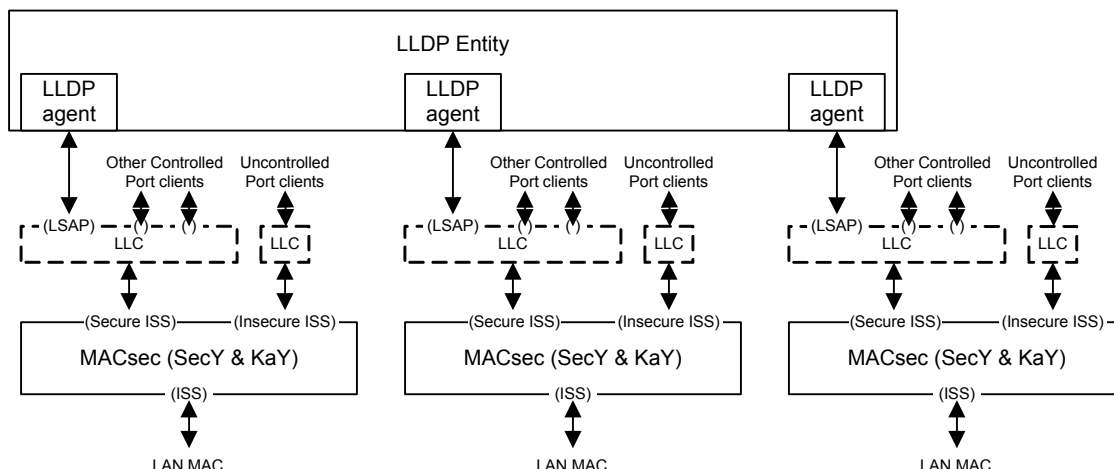 LLDP Entity
LLDP
agent
LLDP
agent
LLDP
agent
Other Controlled
Port clients
Uncontrolled
Port clients
Other Controlled
Port clients
Uncontrolled
Port clients
Other Controlled
Port clients
Uncontrolled
Port clients
(LSAP) ( ) ( )
LLC
LLC
(LSAP) ( ) ( )
LLC
LLC
(LSAP) ( ) ( )
LLC
LLC
(Secure ISS) (Insecure ISS)
MACsec (SecY & KaY)
(ISS)
(Secure ISS) (Insecure ISS)
MACsec (SecY & KaY)
(ISS)
(Secure ISS) (Insecure ISS)
MACsec (SecY & KaY)
(ISS)
LAN MAC
LAN MAC
LAN MAC